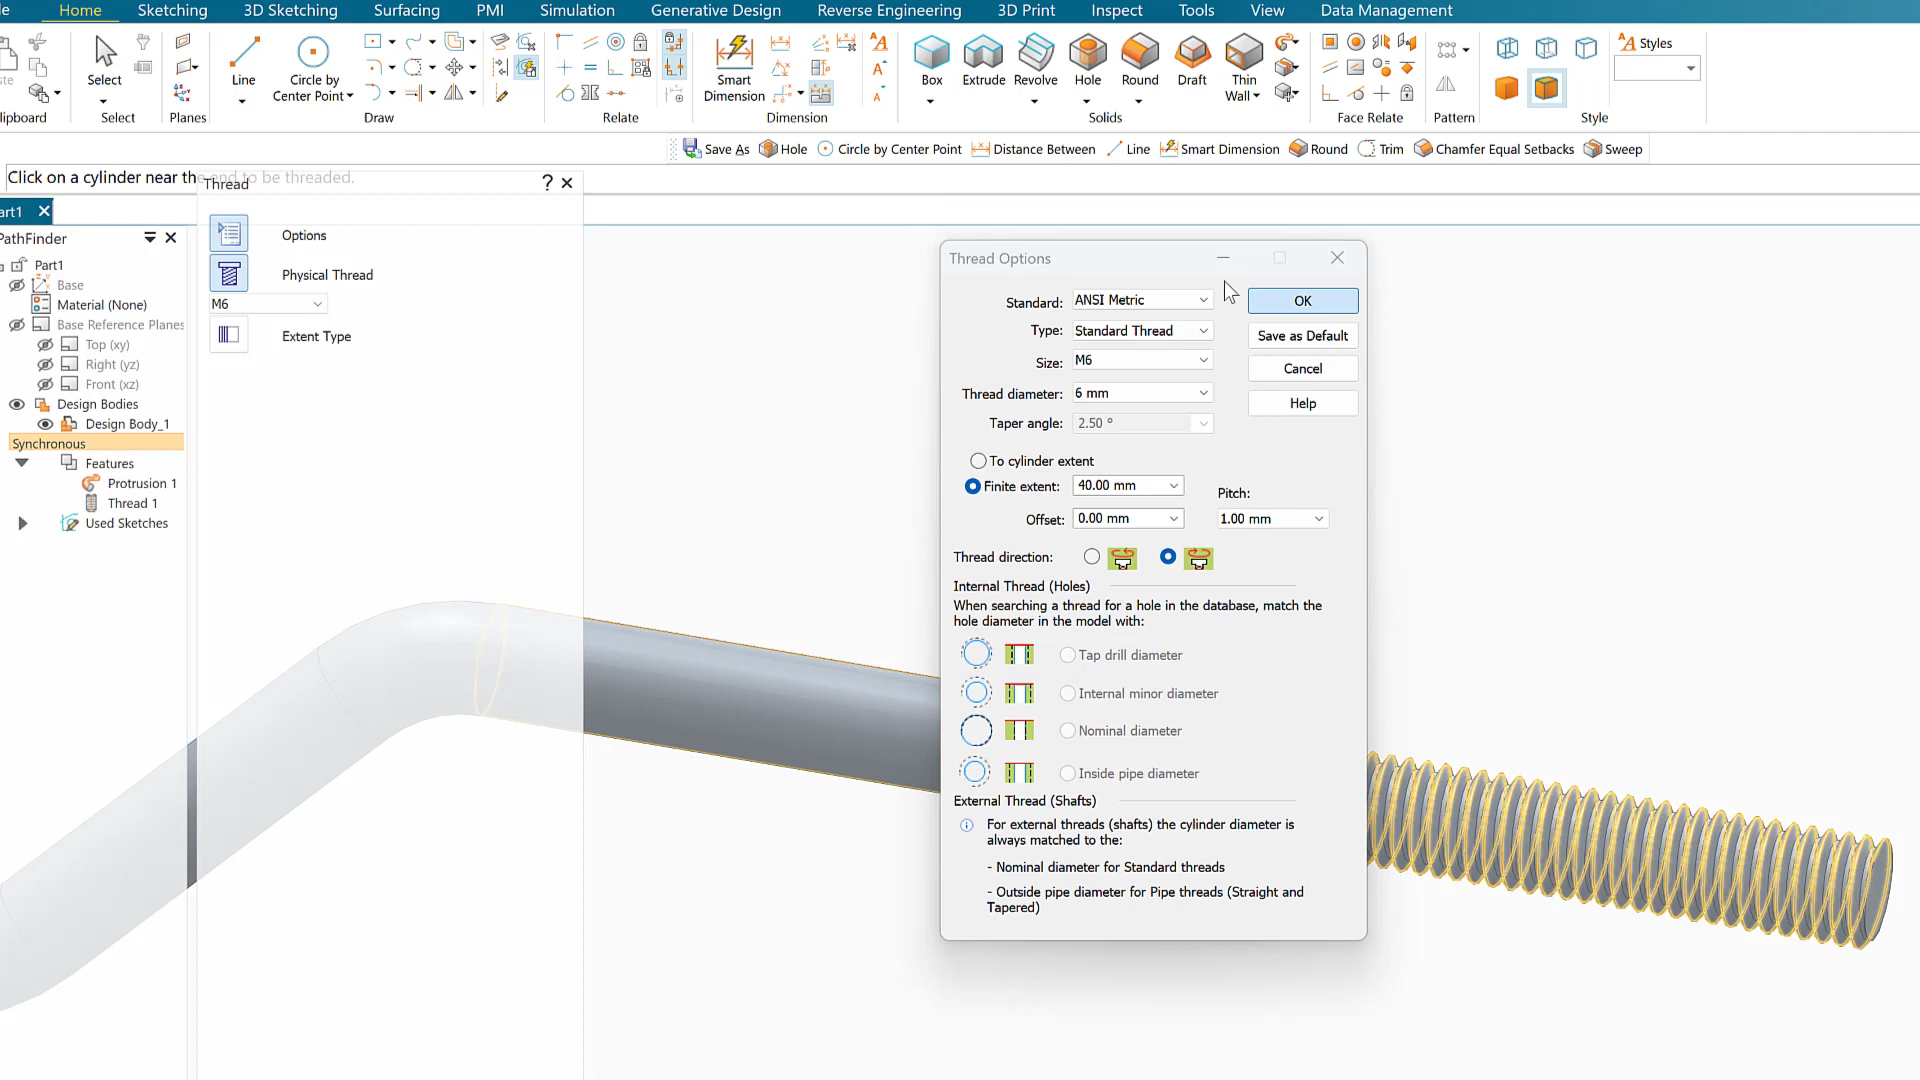 Home Sketching 3D Sketching Surfacing PMI Simulation Generative Design Reverse Engineering 3D Print Inspect Tools View Data Management
Select
Line
Circle by Center Point
Smart Dimension
Box
Extrude
Revolve
Hole
Round
Draft
Thin Wall
Styles
lipboard Select Planes Draw Relate Dimension Solids Face Relate Pattern Style
Save As Hole Circle by Center Point Distance Between Line Smart Dimension Round Trim Chamfer Equal Setbacks Sweep
Click on a cylinder near the end to be threaded.
Thread ?
art1
PathFinder
Part1
Base
Material (None)
Base Reference Planes
Top (xy)
Right (yz)
Front (xz)
Design Bodies
Design Body_1
Synchronous
Features
Protrusion 1
Thread 1
Used Sketches
Options
Physical Thread
M6
Extent Type
Thread Options
Standard: ANSI Metric
Type: Standard Thread
Size: M6
Thread diameter: 6 mm
Taper angle: 2.50 °
OK
Save as Default
Cancel
Help
To cylinder extent
Finite extent: 40.00 mm
Pitch:
Offset: 0.00 mm 1.00 mm
Thread direction:
Internal Thread (Holes)
When searching a thread for a hole in the database, match the
hole diameter in the model with:
Tap drill diameter
Internal minor diameter
Nominal diameter
Inside pipe diameter
External Thread (Shafts)
For external threads (shafts) the cylinder diameter is
always matched to the:
- Nominal diameter for Standard threads
- Outside pipe diameter for Pipe threads (Straight and
Tapered)